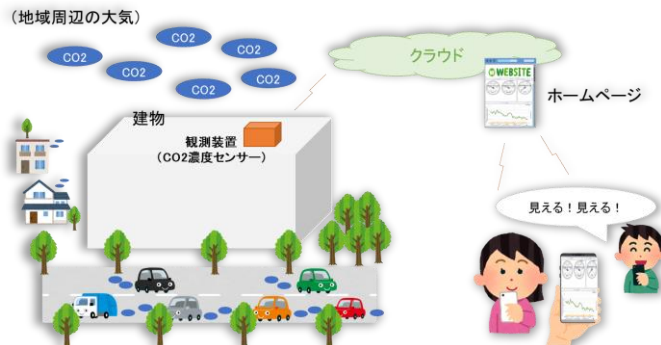 (地域周辺の大気)
CO2
CO2
CO2
CO2
CO2
CO2
クラウド
WEBSITE
ホームページ
建物
観測装置
(CO2濃度センサー)
見える!見える!